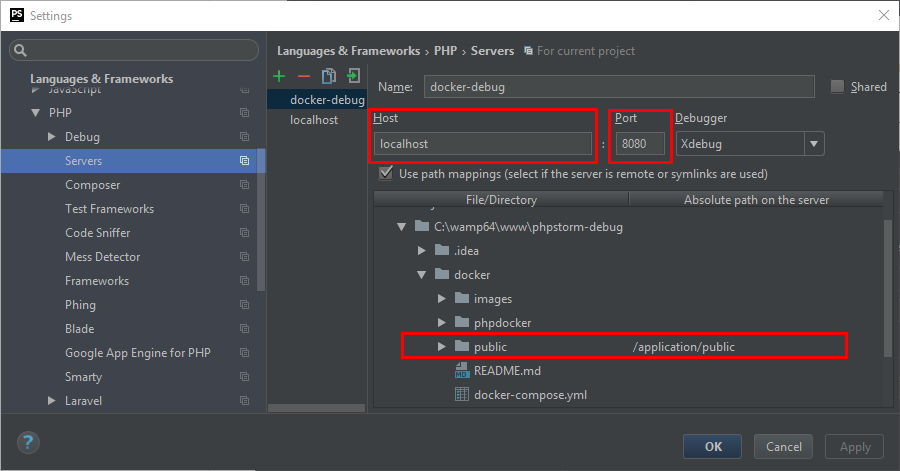 PS Settings
Languages & Frameworks › PHP › Servers For current project
Languages & Frameworks
JavaScript
PHP
Debug
Servers
Composer
Test Frameworks
Code Sniffer
Mess Detector
Frameworks
Phing
Blade
Google App Engine for PHP
Smarty
Laravel
docker-debug
localhost
Name: docker-debug Shared
Host Port Debugger
localhost : 8080 Xdebug
Use path mappings (select if the server is remote or symlinks are used)
File/Directory Absolute path on the server
C:\wamp64\www\phpstorm-debug
.idea
docker
images
phpdocker
public /application/public
MD README.md
docker-compose.yml
? OK Cancel Apply